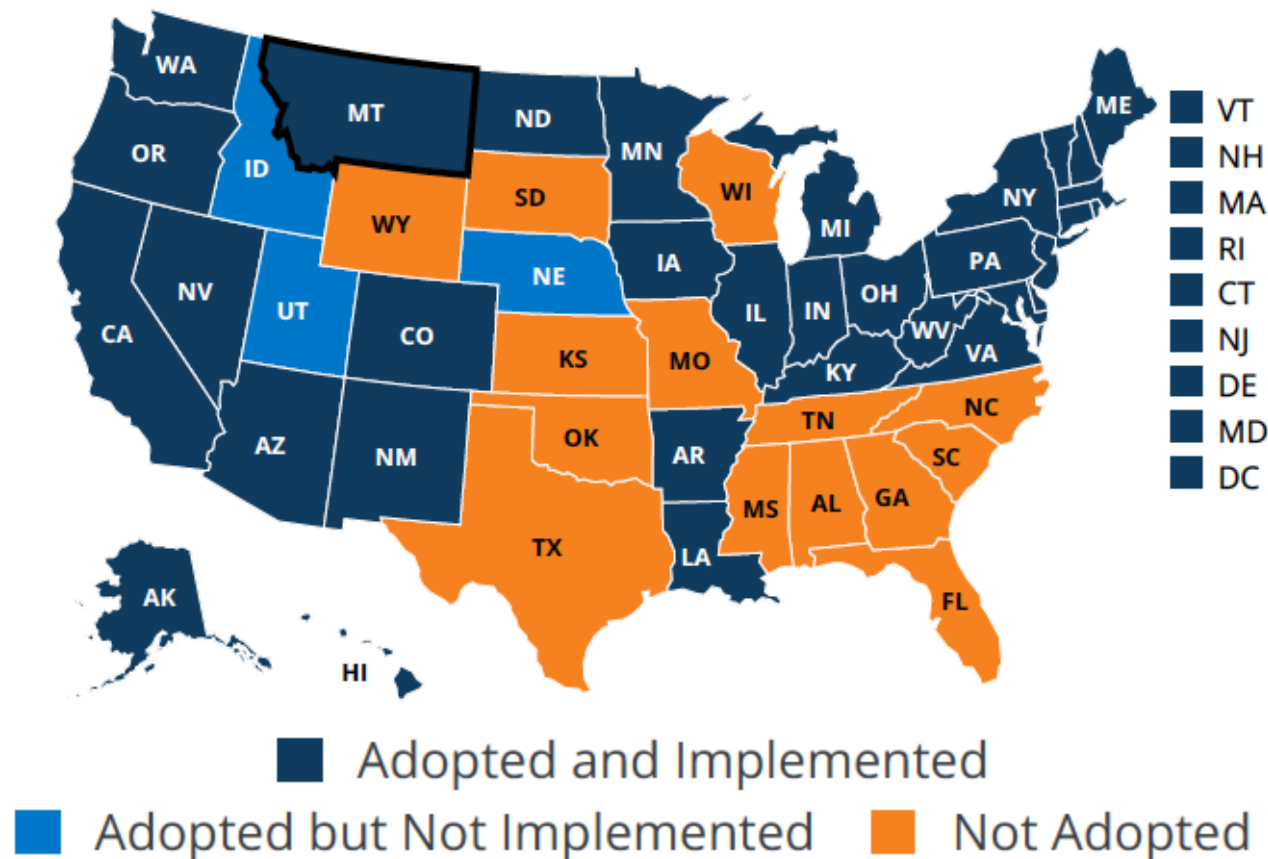 WA
MT
ND
MN
ME
VT
OR
ID
SD
WI
NY
NH
WY
MI
MA
IA
PA
RI
NV
UT
NE
IL
IN
OH
WV
CT
CA
CO
VA
NJ
KS
MO
KY
DE
AZ
NM
OK
AR
TN
NC
MD
SC
DC
TX
LA
MS
AL
GA
FL
AK
HI
Adopted and Implemented
Adopted but Not Implemented
Not Adopted